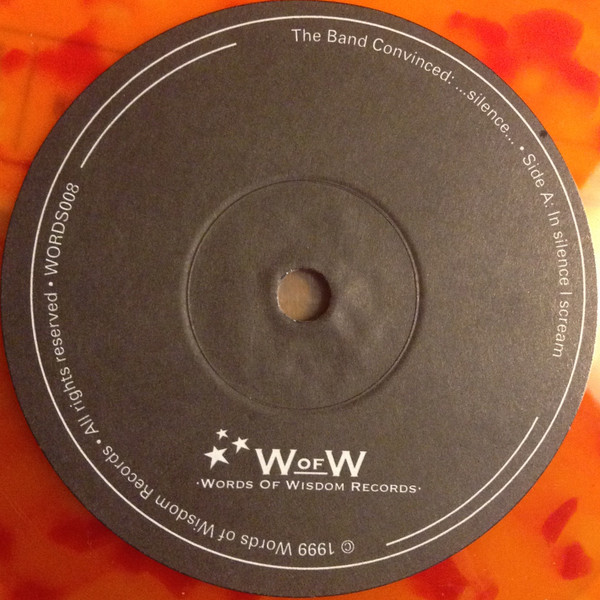 The Band Convinced: ...silence... • Side A: In silence I scream
WOFW
·WORDS OF WISDOM RECORDS·
© 1999 Words of Wisdom Records • All rights reserved • WORDS008